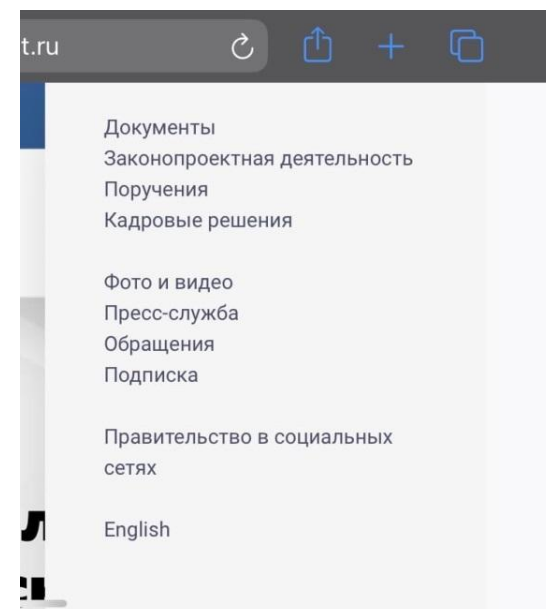 t.ru
Документы
Законопроектная деятельность
Поручения
Кадровые решения
Фото и видео
Пресс-служба
Обращения
Подписка
Правительство в социальных
сетях
English